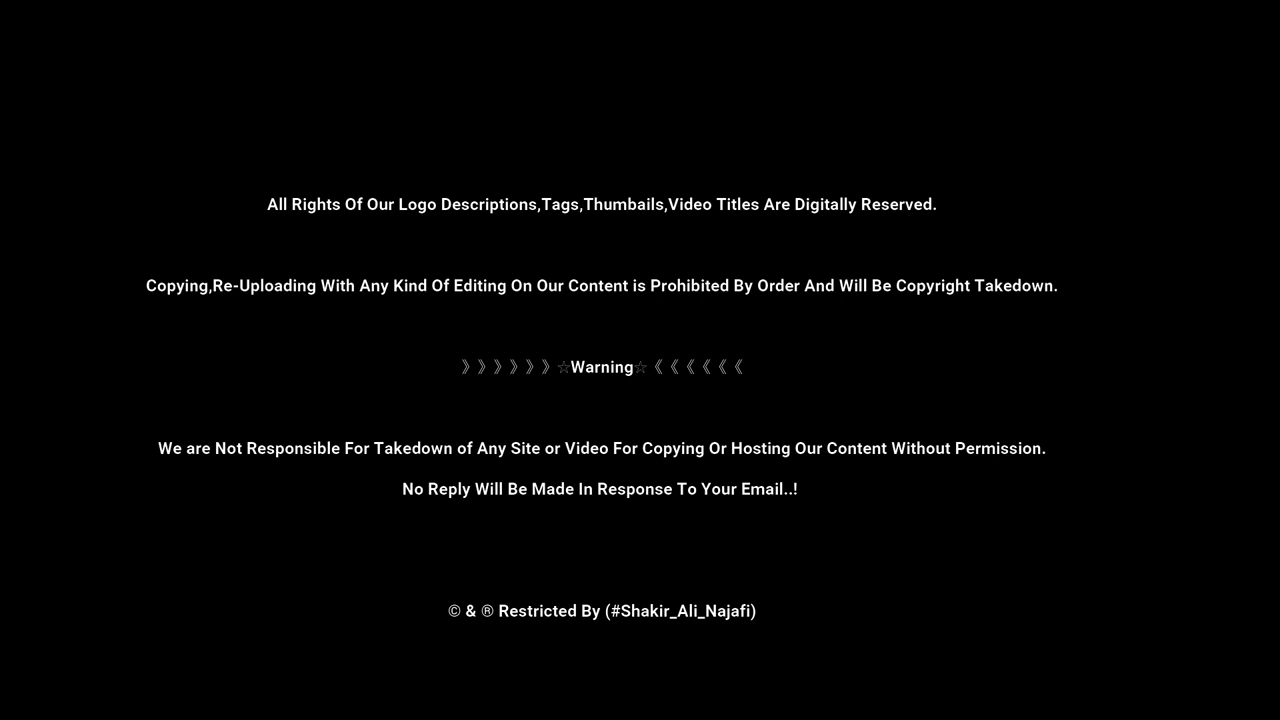 All Rights Of Our Logo Descriptions,Tags,Thumbails,Video Titles Are Digitally Reserved.
Copying,Re-Uploading With Any Kind Of Editing On Our Content is Prohibited By Order And Will Be Copyright Takedown.
》》》》》》☆Warning☆《《《《《《
We are Not Responsible For Takedown of Any Site or Video For Copying Or Hosting Our Content Without Permission.
No Reply Will Be Made In Response To Your Email..!
© & ® Restricted By (#Shakir_Ali_Najafi)